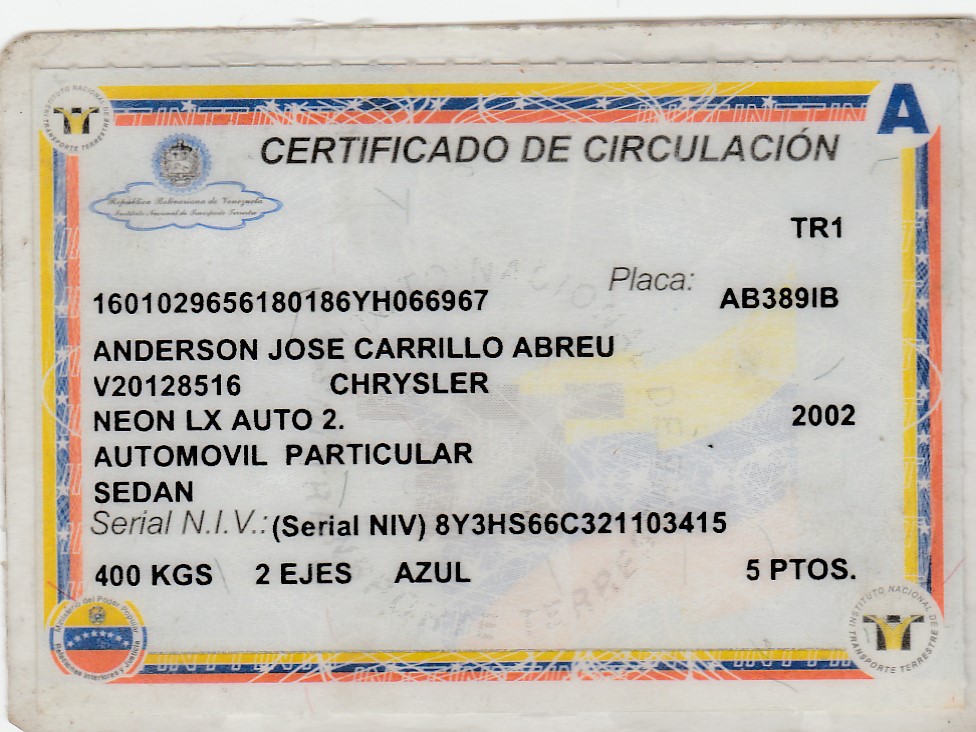 INSTITUTO NACIONAL DE TRANSPORTE TERRESTRE
A
CERTIFICADO DE CIRCULACIÓN
República Bolivariana de Venezuela
Instituto Nacional de Transporte Terrestre
TR1
Placa:
1601029656180186YH066967 AB389IB
ANDERSON JOSE CARRILLO ABREU
V20128516 CHRYSLER
NEON LX AUTO 2. 2002
AUTOMOVIL PARTICULAR
SEDAN
Serial N.I.V.: (Serial NIV) 8Y3HS66C321103415
400 KGS 2 EJES AZUL 5 PTOS.
Ministerio del Poder Popular
Relaciones Interiores y Justicia
INSTITUTO NACIONAL DE TRANSPORTE TERRESTRE